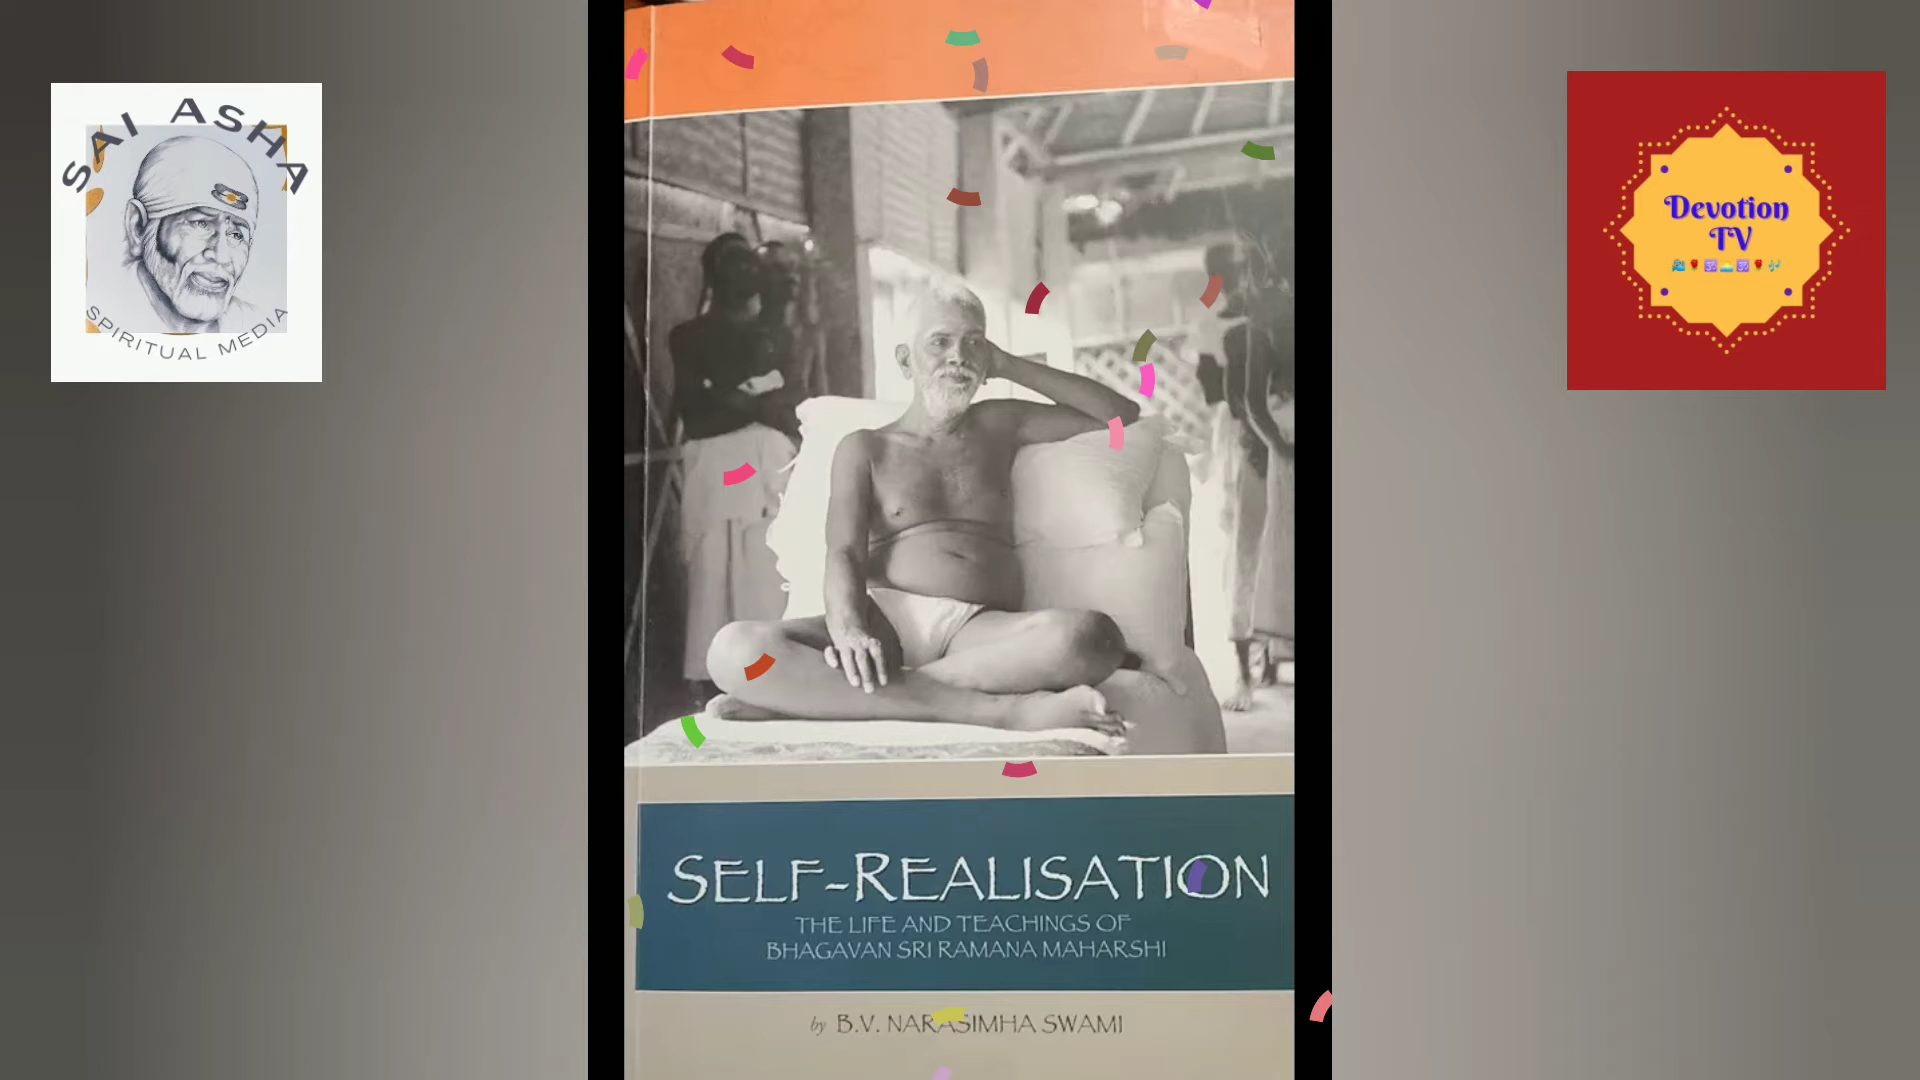 SAI ASHA
SPIRITUAL MEDIA
Devotion
TV
SELF-REALISATION
THE LIFE AND TEACHINGS OF
BHAGAVAN SRI RAMANA MAHARSHI
by B.V. NARASIMHA SWAMI